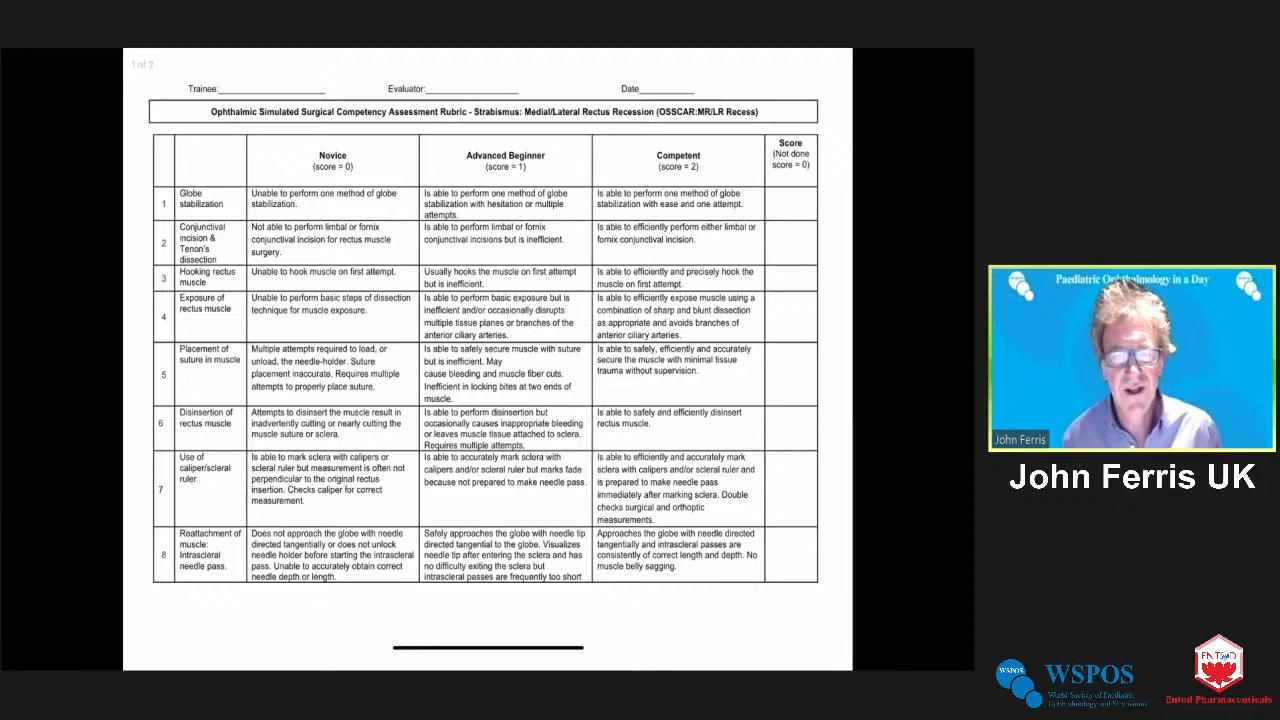 1 of 2
Trainee:____________________ Evaluator:__________________ Date___________
Ophthalmic Simulated Surgical Competency Assessment Rubric - Strabismus: Medial/Lateral Rectus Recession (OSSCAR:MR/LR Recess)
Novice
(score = 0)
Advanced Beginner
(score = 1)
Competent
(score = 2)
Score
(Not done
score = 0)
1
Globe
stabilization
Unable to perform one method of globe
stabilization.
Is able to perform one method of globe
stabilization with hesitation or multiple
attempts.
Is able to perform one method of globe
stabilization with ease and one attempt.
2
Conjunctival
incision &
Tenon's
dissection
Not able to perform limbal or fornix
conjunctival incision for rectus muscle
surgery.
Is able to perform limbal or fornix
conjunctival incisions but is inefficient.
Is able to efficiently perform either limbal or
fornix conjunctival incision.
3
Hooking rectus
muscle
Unable to hook muscle on first attempt.
Usually hooks the muscle on first attempt
but is inefficient.
Is able to efficiently and precisely hook the
muscle on first attempt.
4
Exposure of
rectus muscle
Unable to perform basic steps of dissection
technique for muscle exposure.
Is able to perform basic exposure but is
inefficient and/or occasionally disrupts
multiple tissue planes or branches of the
anterior ciliary arteries.
Is able to efficiently expose muscle using a
combination of sharp and blunt dissection
as appropriate and avoids branches of
anterior ciliary arteries.
5
Placement of
suture in muscle
Multiple attempts required to load, or
unload, the needle-holder. Suture
placement inaccurate. Requires multiple
attempts to properly place suture.
Is able to safely secure muscle with suture
but is inefficient. May
cause bleeding and muscle fiber cuts.
Inefficient in locking bites at two ends of
muscle.
Is able to safely, efficiently and accurately
secure the muscle with minimal tissue
trauma without supervision.
6
Disinsertion of
rectus muscle
Attempts to disinsert the muscle result in
inadvertently cutting or nearly cutting the
muscle suture or sclera.
Is able to perform disinsertion but
occasionally causes inappropriate bleeding
or leaves muscle tissue attached to sclera.
Requires multiple attempts.
Is able to safely and efficiently disinsert
rectus muscle.
7
Use of
caliper/scleral
ruler
Is able to mark sclera with calipers or
scleral ruler but measurement is often not
perpendicular to the original rectus
insertion. Checks caliper for correct
measurement.
Is able to accurately mark sclera with
calipers and/or scleral ruler but marks fade
because not prepared to make needle pass.
Is able to efficiently and accurately mark
sclera with calipers and/or scleral ruler and
is prepared to make needle pass
immediately after marking sclera. Double
checks surgical and orthoptic
measurements.
8
Reattachment of
muscle:
Intrascleral
needle pass.
Does not approach the globe with needle
directed tangentially or does not unlock
needle holder before starting the intrascleral
pass. Unable to accurately obtain correct
needle depth or length.
Safely approaches the globe with needle tip
directed tangential to the globe. Visualizes
needle tip after entering the sclera and has
no difficulty exiting the sclera but
intrascleral passes are frequently too short
Approaches the globe with needle directed
tangentially and intrascleral passes are
consistently of correct length and depth. No
muscle belly sagging.
Paediatric Ophthalmology in a Day
John Ferris
John Ferris UK
WSPOS
WSPOS
World Society of Paediatric
Ophthalmology and Strabismus
ENTOD
Entod Pharmaceuticals